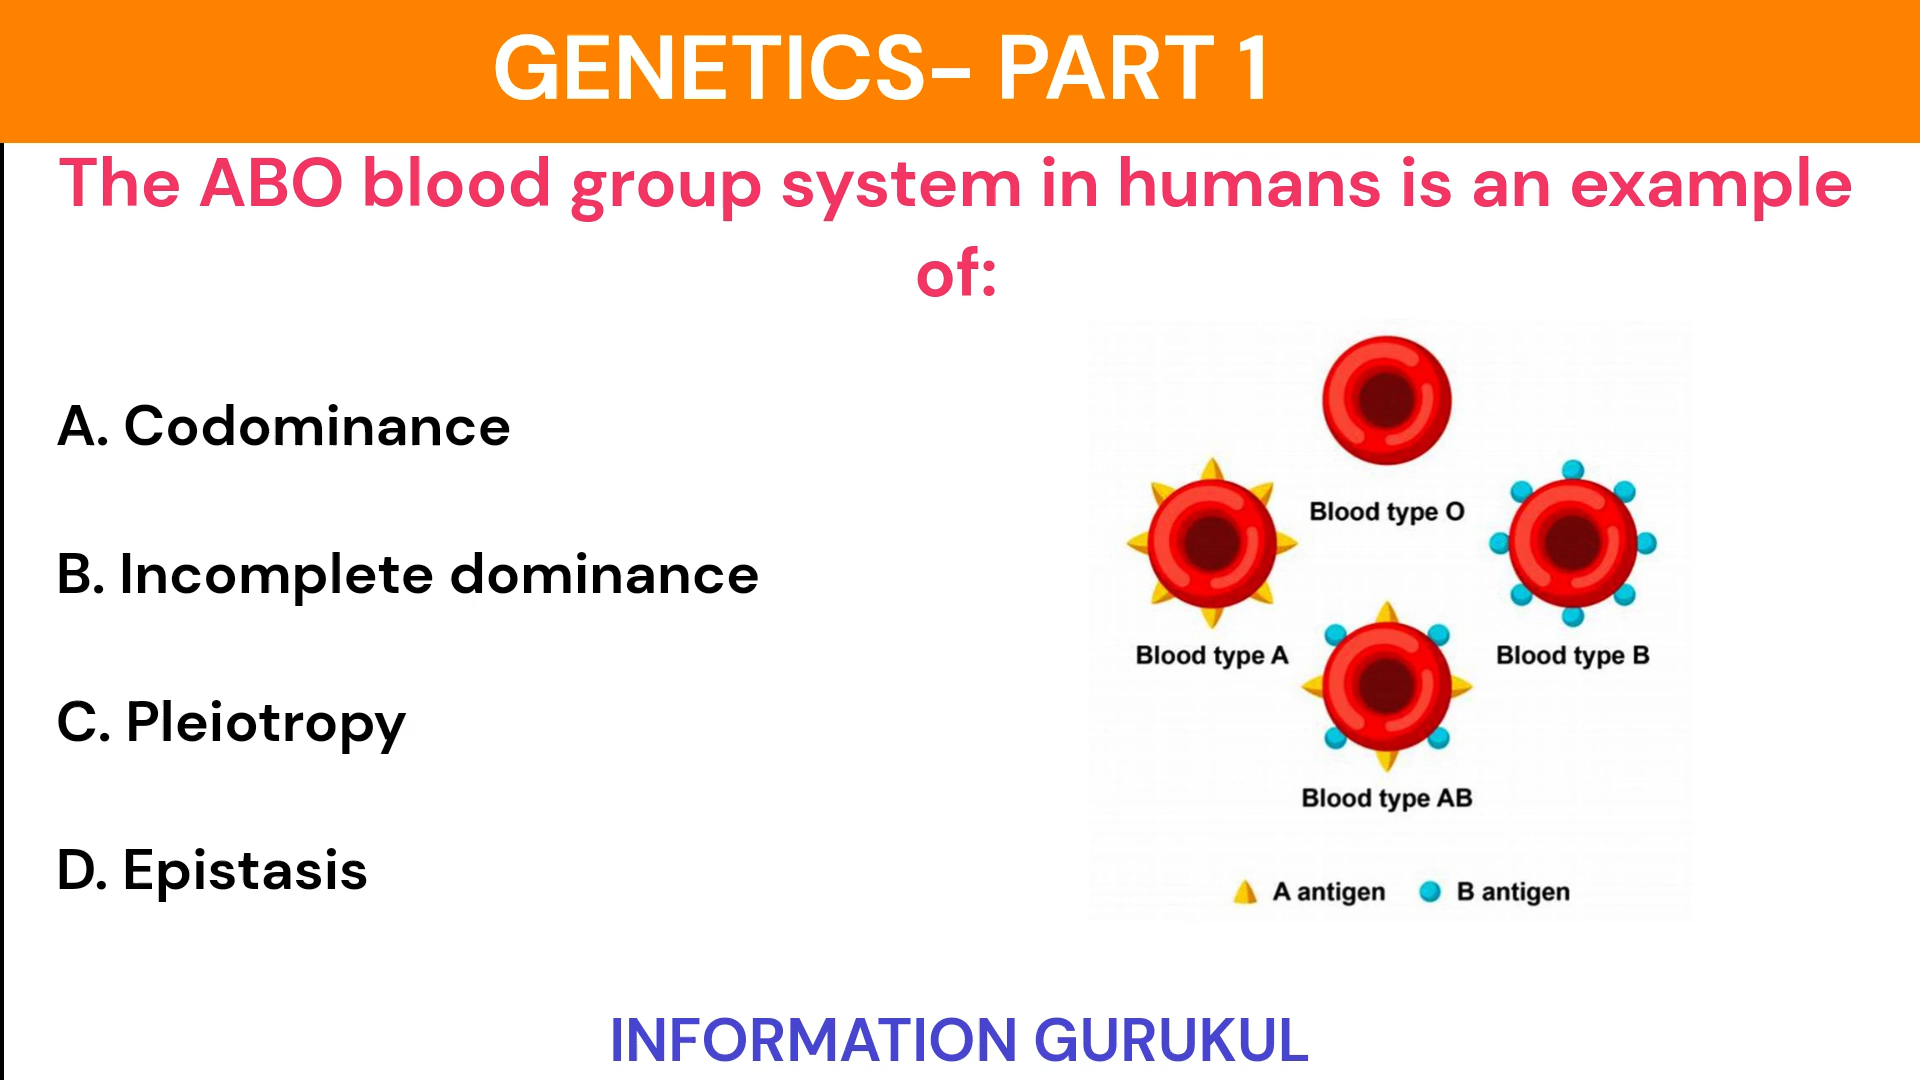 GENETICS- PART 1
The ABO blood group system in humans is an example
of:
A. Codominance
B. Incomplete dominance
C. Pleiotropy
D. Epistasis
Blood type O
Blood type A
Blood type B
Blood type AB
A antigen
B antigen
INFORMATION GURUKUL